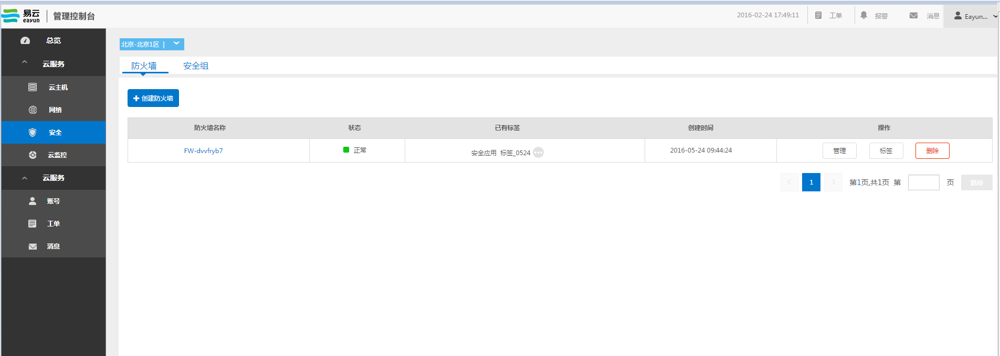 易云
eayun
管理控制台
2016-02-24 17:49:11
工单
报警
消息
Eayun...
总览
云服务
云主机
网络
安全
云监控
云服务
账号
工单
消息
北京-北京1区 |
防火墙 安全组
创建防火墙
防火墙名称 状态 已有标签 创建时间 操作
FW-dvvfryb7 正常 安全应用 标签_0524 2016-05-24 09:44:24 管理 标签 删除
1 第1页,共1页 第 页 跳转